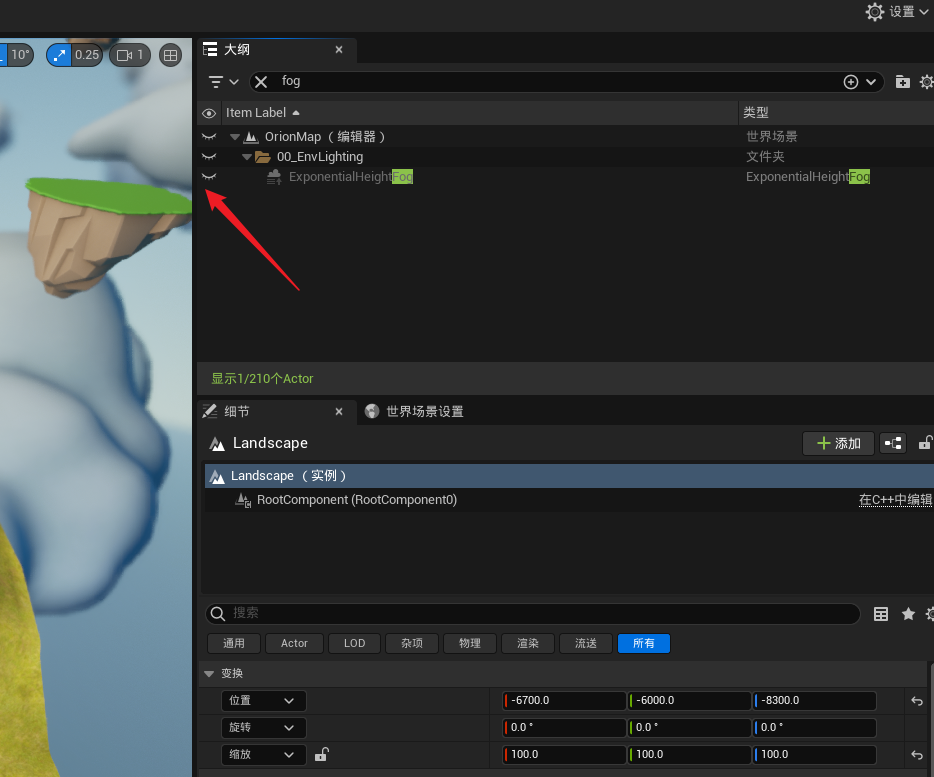 设置
10°
0.25
1
大纲
fog
Item Label
类型
OrionMap（编辑器）
世界场景
00_EnvLighting
文件夹
ExponentialHeightFog
ExponentialHeightFog
显示1/210个Actor
细节
世界场景设置
Landscape
添加
Landscape（实例）
RootComponent (RootComponent0)
在C++中编辑
搜索
通用 Actor LOD 杂项 物理 渲染 流送 所有
变换
位置 -6700.0 -6000.0 -8300.0
旋转 0.0 ° 0.0 ° 0.0 °
缩放 100.0 100.0 100.0